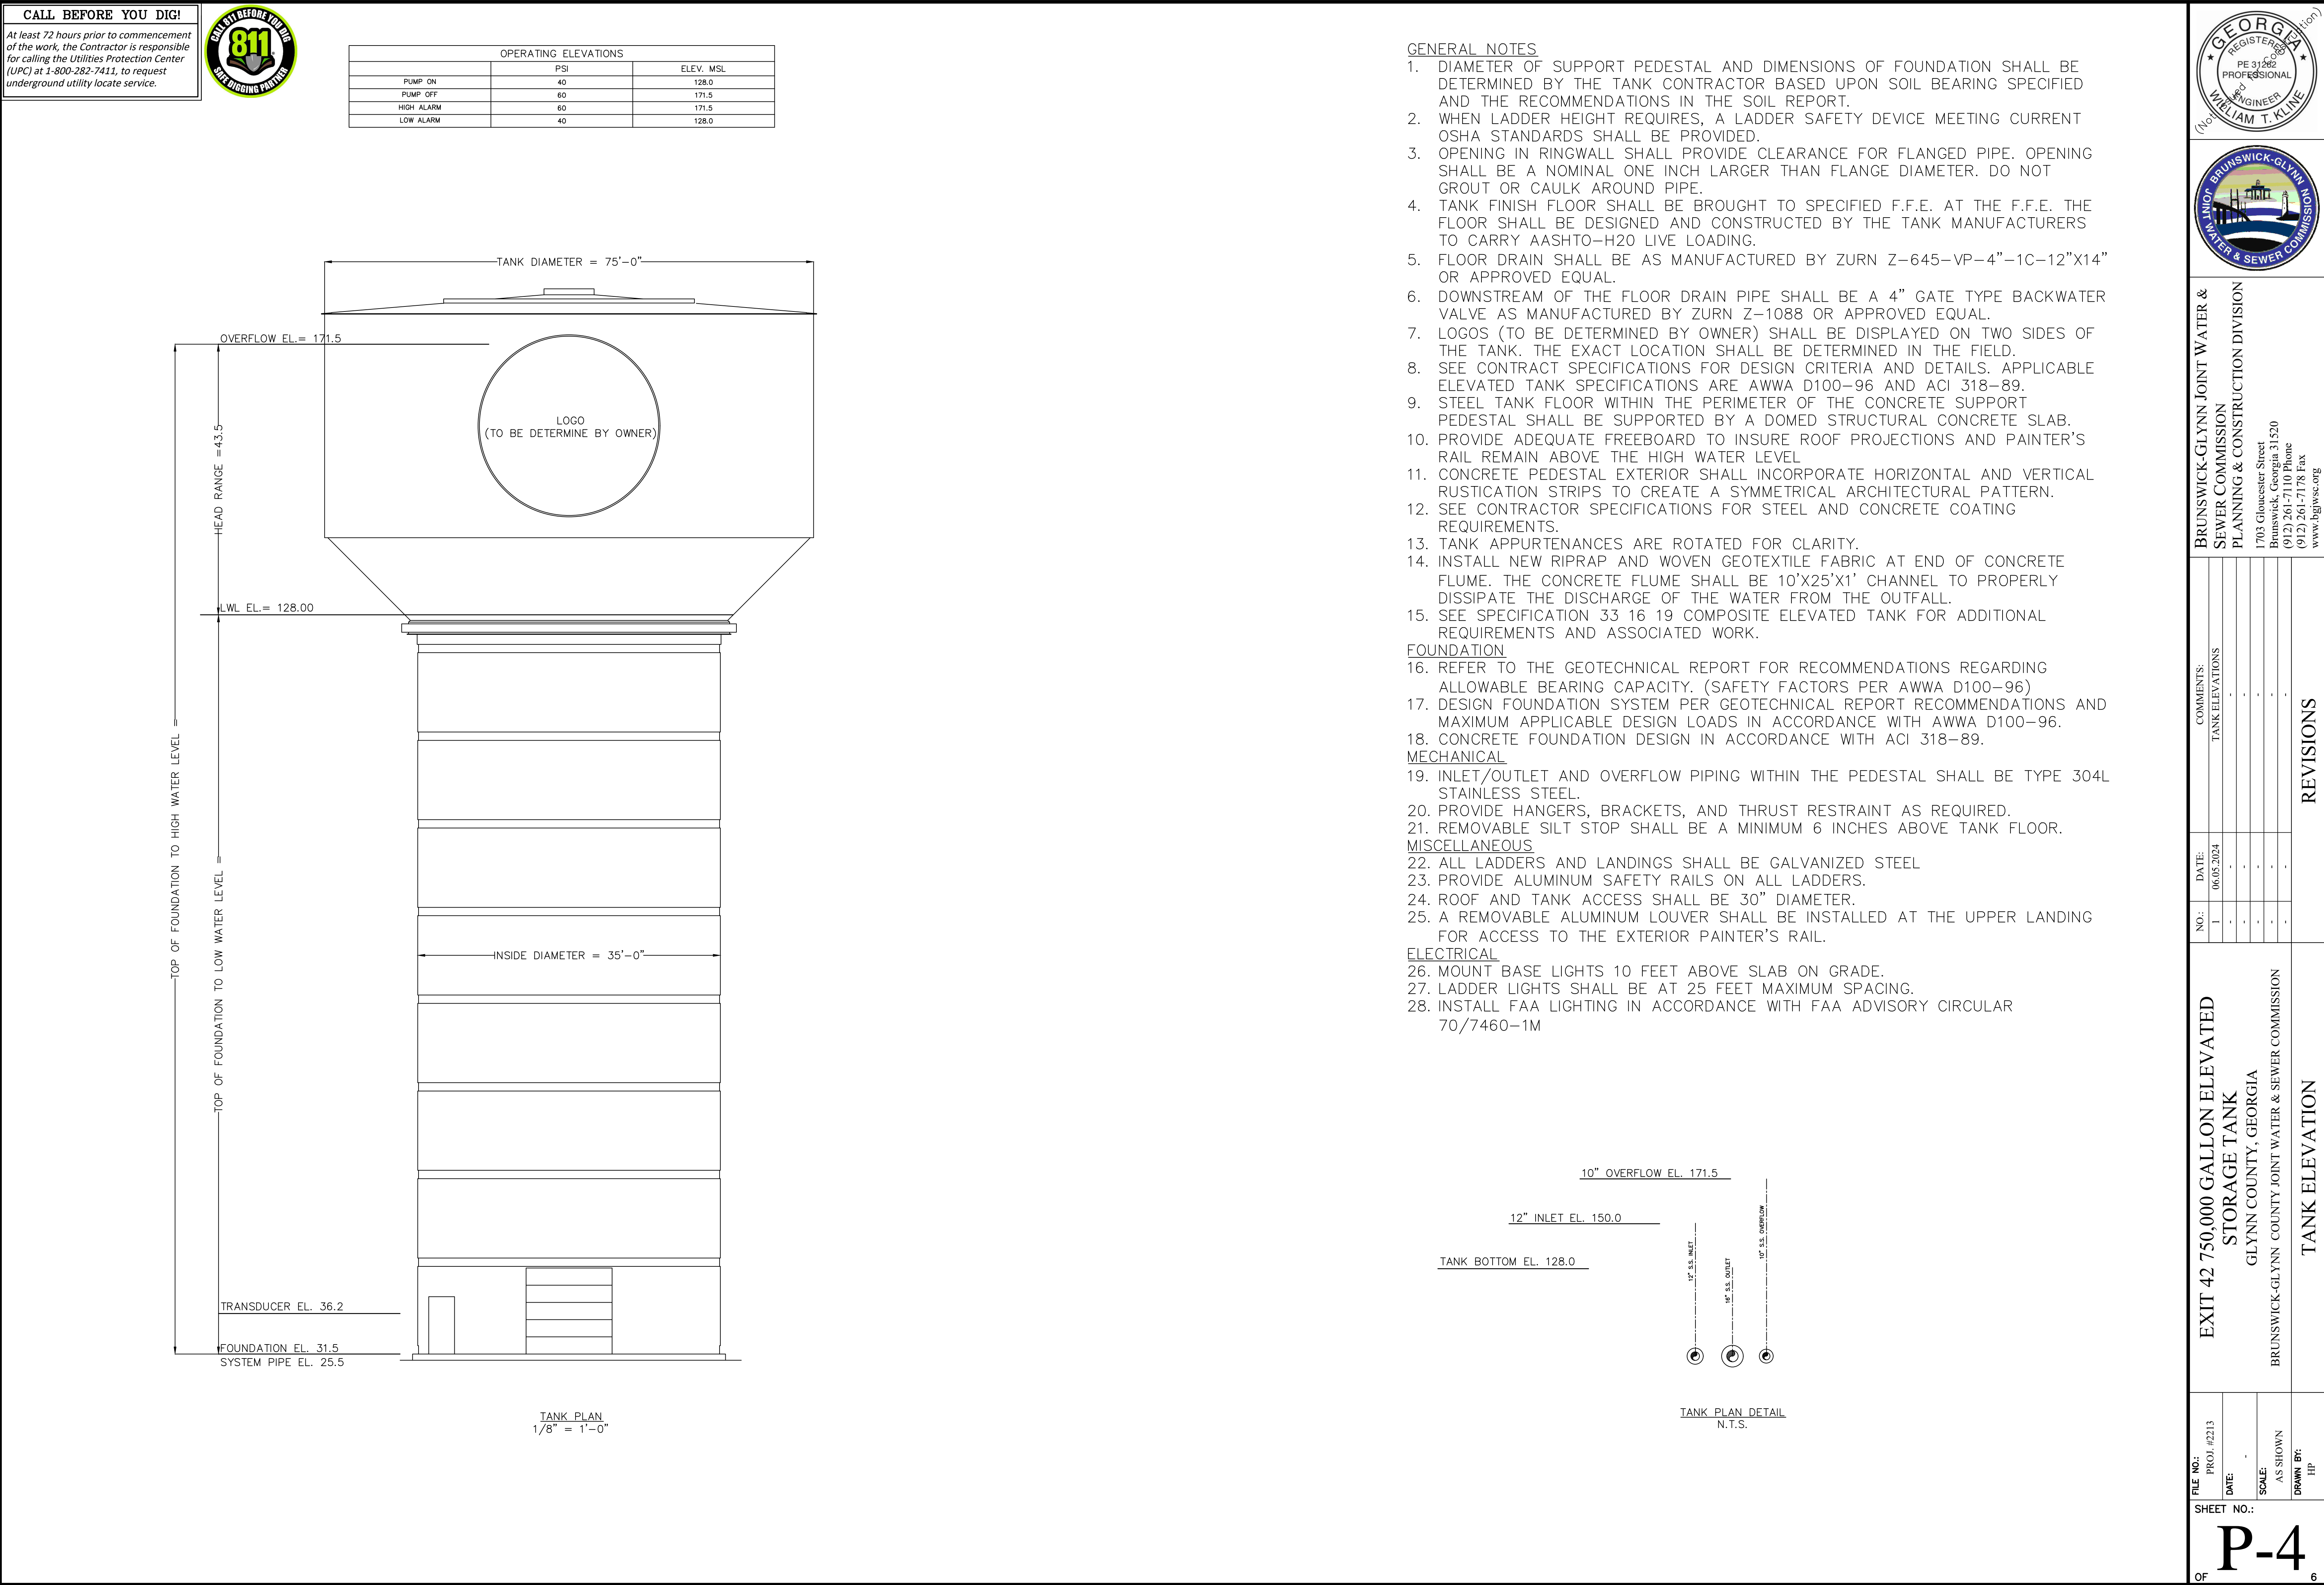 CALL BEFORE YOU DIG!
At least 72 hours prior to commencement
of the work, the Contractor is responsible
for calling the Utilities Protection Center
(UPC) at 1-800-282-7411, to request
underground utility locate service.
CALL 811 BEFORE YOU DIG
811
SAFE DIGGING PARTNER
OPERATING ELEVATIONS
PSI ELEV. MSL
PUMP ON 40 128.0
PUMP OFF 60 171.5
HIGH ALARM 60 171.5
LOW ALARM 40 128.0
TANK DIAMETER = 75'-0"
OVERFLOW EL.= 171.5
LOGO
(TO BE DETERMINE BY OWNER)
HEAD RANGE =43.5
LWL EL.= 128.00
TOP OF FOUNDATION TO HIGH WATER LEVEL =
TOP OF FOUNDATION TO LOW WATER LEVEL =
INSIDE DIAMETER = 35'-0"
TRANSDUCER EL. 36.2
FOUNDATION EL. 31.5
SYSTEM PIPE EL. 25.5
TANK PLAN
1/8" = 1'-0"
GENERAL NOTES
1. DIAMETER OF SUPPORT PEDESTAL AND DIMENSIONS OF FOUNDATION SHALL BE
DETERMINED BY THE TANK CONTRACTOR BASED UPON SOIL BEARING SPECIFIED
AND THE RECOMMENDATIONS IN THE SOIL REPORT.
2. WHEN LADDER HEIGHT REQUIRES, A LADDER SAFETY DEVICE MEETING CURRENT
OSHA STANDARDS SHALL BE PROVIDED.
3. OPENING IN RINGWALL SHALL PROVIDE CLEARANCE FOR FLANGED PIPE. OPENING
SHALL BE A NOMINAL ONE INCH LARGER THAN FLANGE DIAMETER. DO NOT
GROUT OR CAULK AROUND PIPE.
4. TANK FINISH FLOOR SHALL BE BROUGHT TO SPECIFIED F.F.E. AT THE F.F.E. THE
FLOOR SHALL BE DESIGNED AND CONSTRUCTED BY THE TANK MANUFACTURERS
TO CARRY AASHTO-H20 LIVE LOADING.
5. FLOOR DRAIN SHALL BE AS MANUFACTURED BY ZURN Z-645-VP-4"-1C-12"X14"
OR APPROVED EQUAL.
6. DOWNSTREAM OF THE FLOOR DRAIN PIPE SHALL BE A 4" GATE TYPE BACKWATER
VALVE AS MANUFACTURED BY ZURN Z-1088 OR APPROVED EQUAL.
7. LOGOS (TO BE DETERMINED BY OWNER) SHALL BE DISPLAYED ON TWO SIDES OF
THE TANK. THE EXACT LOCATION SHALL BE DETERMINED IN THE FIELD.
8. SEE CONTRACT SPECIFICATIONS FOR DESIGN CRITERIA AND DETAILS. APPLICABLE
ELEVATED TANK SPECIFICATIONS ARE AWWA D100-96 AND ACI 318-89.
9. STEEL TANK FLOOR WITHIN THE PERIMETER OF THE CONCRETE SUPPORT
PEDESTAL SHALL BE SUPPORTED BY A DOMED STRUCTURAL CONCRETE SLAB.
10. PROVIDE ADEQUATE FREEBOARD TO INSURE ROOF PROJECTIONS AND PAINTER'S
RAIL REMAIN ABOVE THE HIGH WATER LEVEL
11. CONCRETE PEDESTAL EXTERIOR SHALL INCORPORATE HORIZONTAL AND VERTICAL
RUSTICATION STRIPS TO CREATE A SYMMETRICAL ARCHITECTURAL PATTERN.
12. SEE CONTRACTOR SPECIFICATIONS FOR STEEL AND CONCRETE COATING
REQUIREMENTS.
13. TANK APPURTENANCES ARE ROTATED FOR CLARITY.
14. INSTALL NEW RIPRAP AND WOVEN GEOTEXTILE FABRIC AT END OF CONCRETE
FLUME. THE CONCRETE FLUME SHALL BE 10'X25'X1' CHANNEL TO PROPERLY
DISSIPATE THE DISCHARGE OF THE WATER FROM THE OUTFALL.
15. SEE SPECIFICATION 33 16 19 COMPOSITE ELEVATED TANK FOR ADDITIONAL
REQUIREMENTS AND ASSOCIATED WORK.
FOUNDATION
16. REFER TO THE GEOTECHNICAL REPORT FOR RECOMMENDATIONS REGARDING
ALLOWABLE BEARING CAPACITY. (SAFETY FACTORS PER AWWA D100-96)
17. DESIGN FOUNDATION SYSTEM PER GEOTECHNICAL REPORT RECOMMENDATIONS AND
MAXIMUM APPLICABLE DESIGN LOADS IN ACCORDANCE WITH AWWA D100-96.
18. CONCRETE FOUNDATION DESIGN IN ACCORDANCE WITH ACI 318-89.
MECHANICAL
19. INLET/OUTLET AND OVERFLOW PIPING WITHIN THE PEDESTAL SHALL BE TYPE 304L
STAINLESS STEEL.
20. PROVIDE HANGERS, BRACKETS, AND THRUST RESTRAINT AS REQUIRED.
21. REMOVABLE SILT STOP SHALL BE A MINIMUM 6 INCHES ABOVE TANK FLOOR.
MISCELLANEOUS
22. ALL LADDERS AND LANDINGS SHALL BE GALVANIZED STEEL
23. PROVIDE ALUMINUM SAFETY RAILS ON ALL LADDERS.
24. ROOF AND TANK ACCESS SHALL BE 30" DIAMETER.
25. A REMOVABLE ALUMINUM LOUVER SHALL BE INSTALLED AT THE UPPER LANDING
FOR ACCESS TO THE EXTERIOR PAINTER'S RAIL.
ELECTRICAL
26. MOUNT BASE LIGHTS 10 FEET ABOVE SLAB ON GRADE.
27. LADDER LIGHTS SHALL BE AT 25 FEET MAXIMUM SPACING.
28. INSTALL FAA LIGHTING IN ACCORDANCE WITH FAA ADVISORY CIRCULAR
70/7460-1M
10" OVERFLOW EL. 171.5
12" INLET EL. 150.0
TANK BOTTOM EL. 128.0
12" S.S. INLET
16" S.S. OUTLET
10" S.S. OVERFLOW
TANK PLAN DETAIL
N.T.S.
GEORGIA
REGISTERED
PE 31262
PROFESSIONAL
ENGINEER
WILLIAM T. KLINE
BRUNSWICK-GLYNN
JOINT WATER & SEWER COMMISSION
BRUNSWICK-GLYNN JOINT WATER &
SEWER COMMISSION
PLANNING & CONSTRUCTION DIVISION
1703 Gloucester Street
Brunswick, Georgia 31520
(912) 261-7110 Phone
(912) 261-7178 Fax
www.bgjwsc.org
NO.: DATE: COMMENTS:
1 06.05.2024 TANK ELEVATIONS
- - -
- - -
- - -
- - -
- - -
REVISIONS
EXIT 42 750,000 GALLON ELEVATED
STORAGE TANK
GLYNN COUNTY, GEORGIA
BRUNSWICK-GLYNN COUNTY JOINT WATER & SEWER COMMISSION
TANK ELEVATION
FILE NO.:
PROJ. #2213
DATE:
-
SCALE:
AS SHOWN
DRAWN BY:
HP
SHEET NO.:
P-4
OF 6